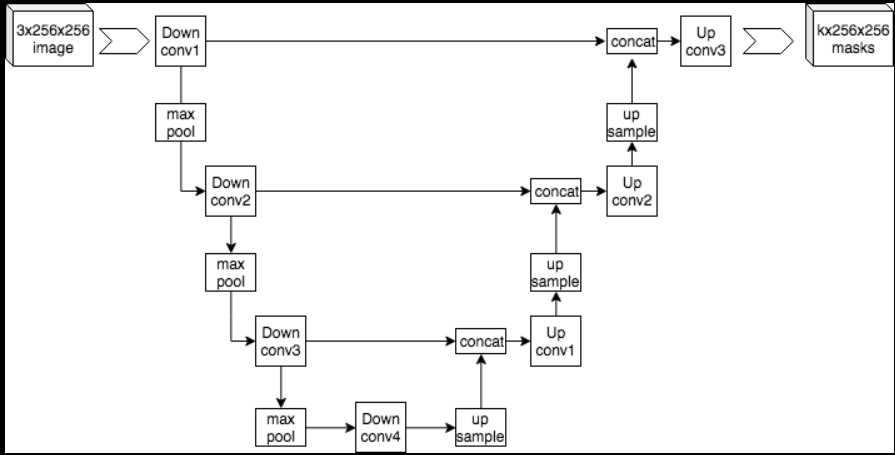 3x256x256
image
Down
conv1
concat
Up
conv3
kx256x256
masks
max
pool
up
sample
Down
conv2
concat
Up
conv2
max
pool
up
sample
Down
conv3
concat
Up
conv1
max
pool
Down
conv4
up
sample